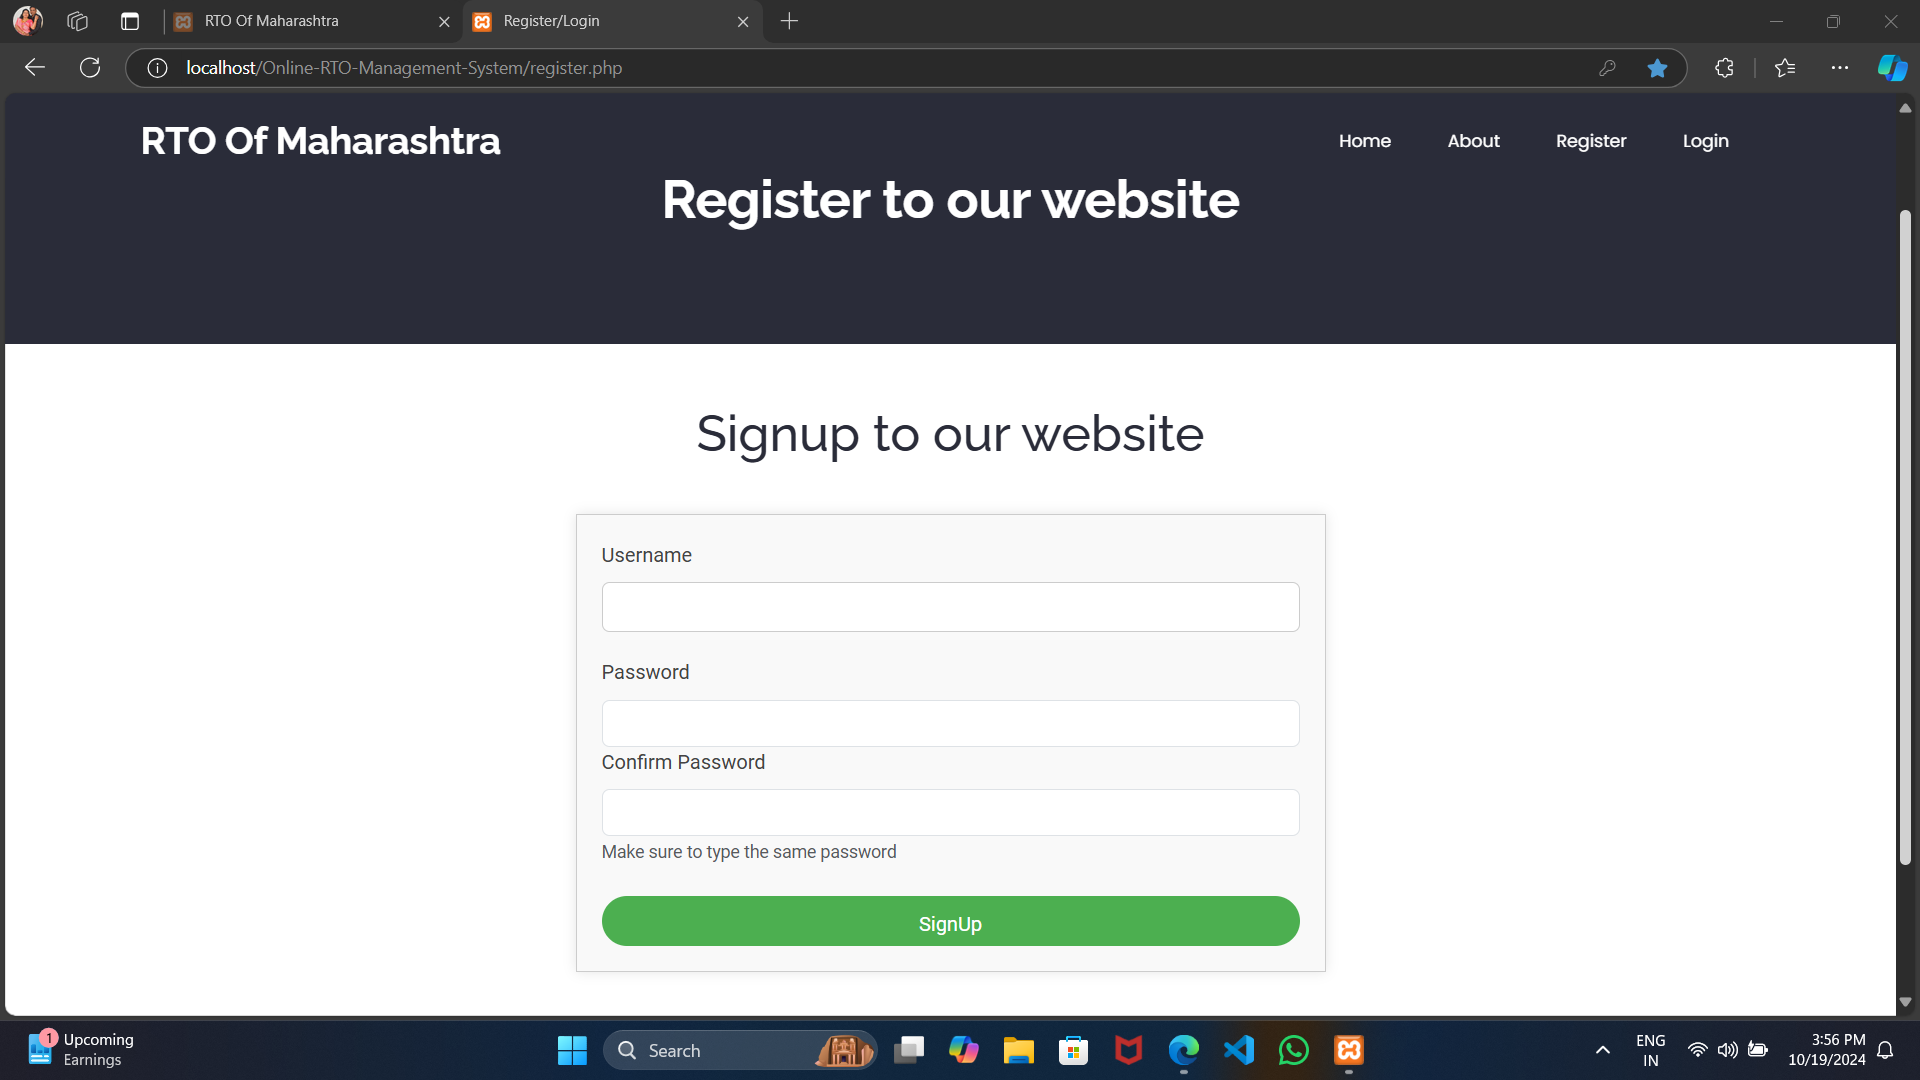 RTO Of Maharashtra
Register/Login
localhost/Online-RTO-Management-System/register.php
RTO Of Maharashtra
Home
About
Register
Login
Register to our website
Signup to our website
Username
Password
Confirm Password
Make sure to type the same password
SignUp
1
Upcoming
Earnings
Search
ENG
IN
3:56 PM
10/19/2024